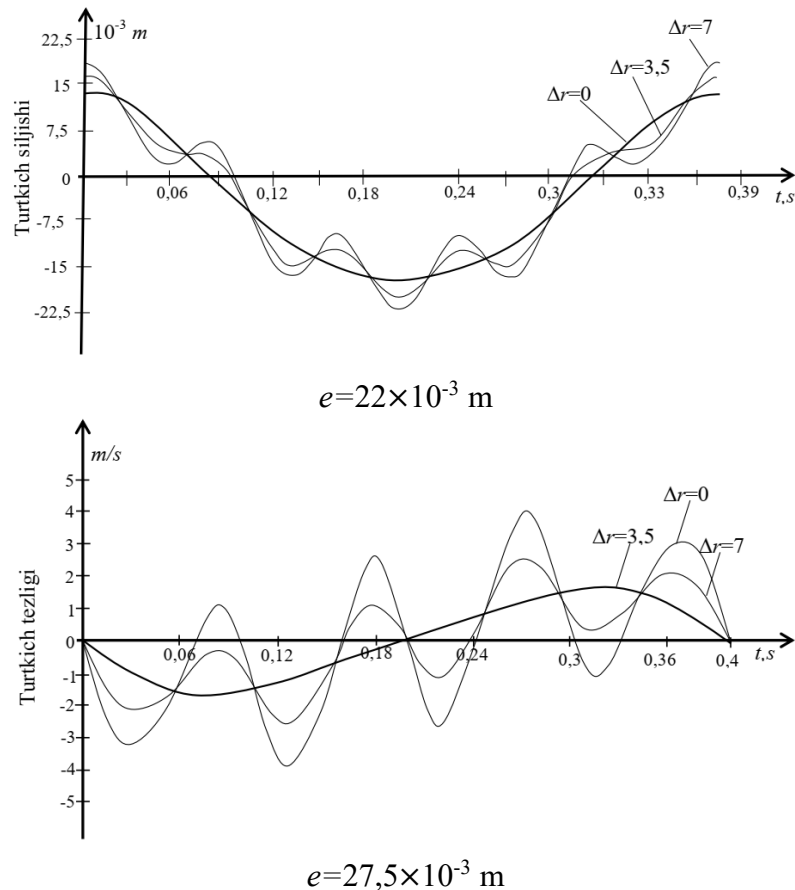 10⁻³ m
22,5
15
7,5
0
-7,5
-15
-22,5
Turtkich siljishi
Δr=7
Δr=3,5
Δr=0
0,06
0,12
0,18
0,24
0,3
0,33
0,39
t,s
e=22×10⁻³ m
m/s
5
4
3
2
1
0
-1
-2
-3
-4
-5
Turtkich tezligi
Δr=0
Δr=3,5
Δr=7
0,06
0,12
0,18
0,24
0,3
0,36
0,4
t,s
e=27,5×10⁻³ m